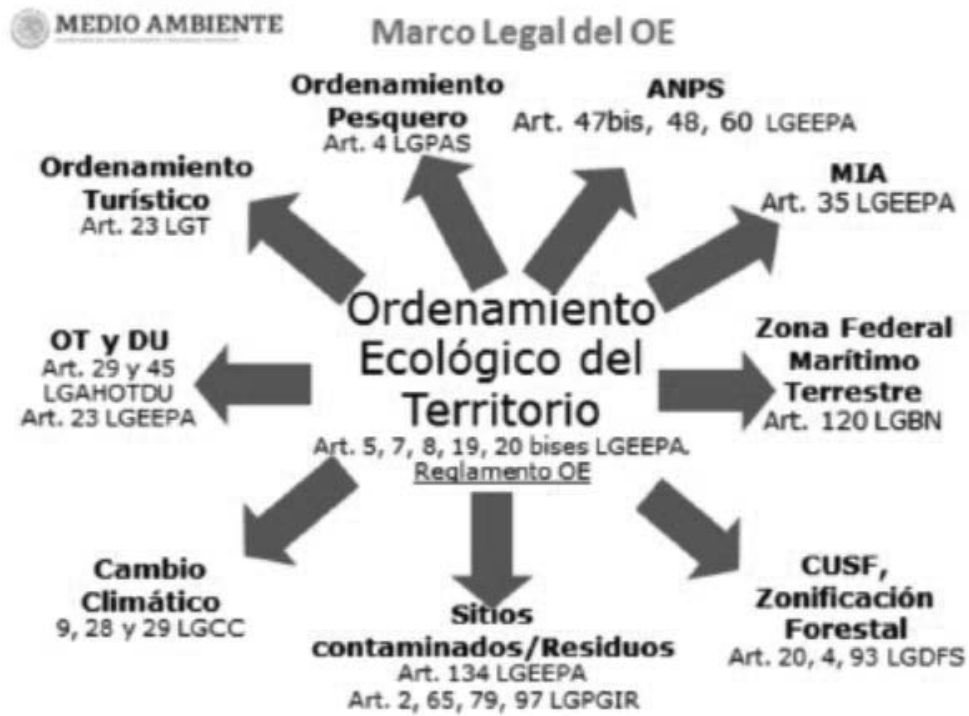 MEDIO AMBIENTE
Marco Legal del OE
Ordenamiento
Pesquero
Art. 4 LGPAS
ANPS
Art. 47bis, 48, 60 LGEEPA
Ordenamiento
Turístico
Art. 23 LGT
MIA
Art. 35 LGEEPA
Ordenamiento
Ecológico del
Territorio
Art. 5, 7, 8, 19, 20 bises LGEEPA.
Reglamento OE
OT y DU
Art. 29 y 45
LGAHOTDU
Art. 23 LGEEPA
Zona Federal
Marítimo
Terrestre
Art. 120 LGBN
Cambio
Climático
9, 28 y 29 LGCC
Sitios
contaminados/Residuos
Art. 134 LGEEPA
Art. 2, 65, 79, 97 LGPGIR
CUSF,
Zonificación
Forestal
Art. 20, 4, 93 LGDFS